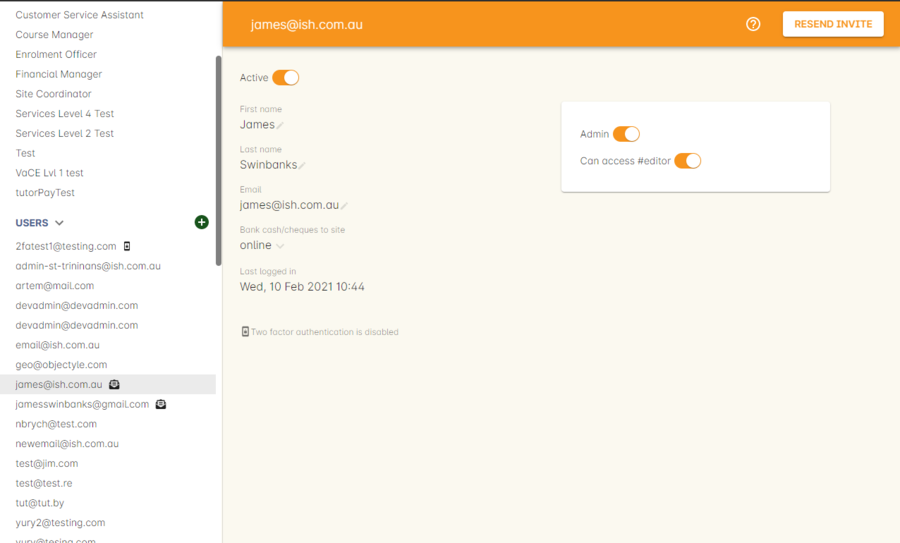 Customer Service Assistant
Course Manager
Enrolment Officer
Financial Manager
Site Coordinator
Services Level 4 Test
Services Level 2 Test
Test
VaCE Lvl 1 test
tutorPayTest
USERS
2fatest1@testing.com
admin-st-trininans@ish.com.au
artem@mail.com
devadmin@devadmin.com
devadmin@devadmin.com
email@ish.com.au
geo@objectyle.com
james@ish.com.au
jamesswinbanks@gmail.com
nbrych@test.com
newemail@ish.com.au
test@jim.com
test@test.re
tut@tut.by
yury2@testing.com
yury@tesing.com
james@ish.com.au
RESEND INVITE
Active
First name
James
Last name
Swinbanks
Email
james@ish.com.au
Bank cash/cheques to site
online
Last logged in
Wed, 10 Feb 2021 10:44
Two foctor authentication is disabled
Admin
Can access #editor